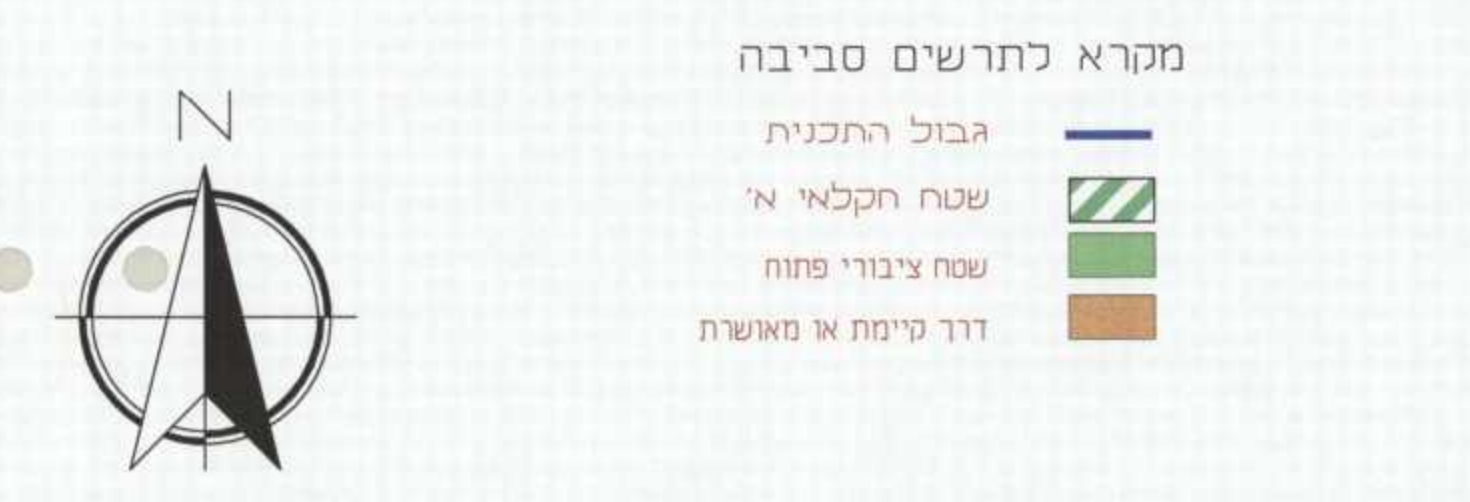 מקרא לתרשים סביבה
N
גבול התכנית
שטח חקלאי א'
שטח ציבורי פתוח
דרך קיימת או מאושרת